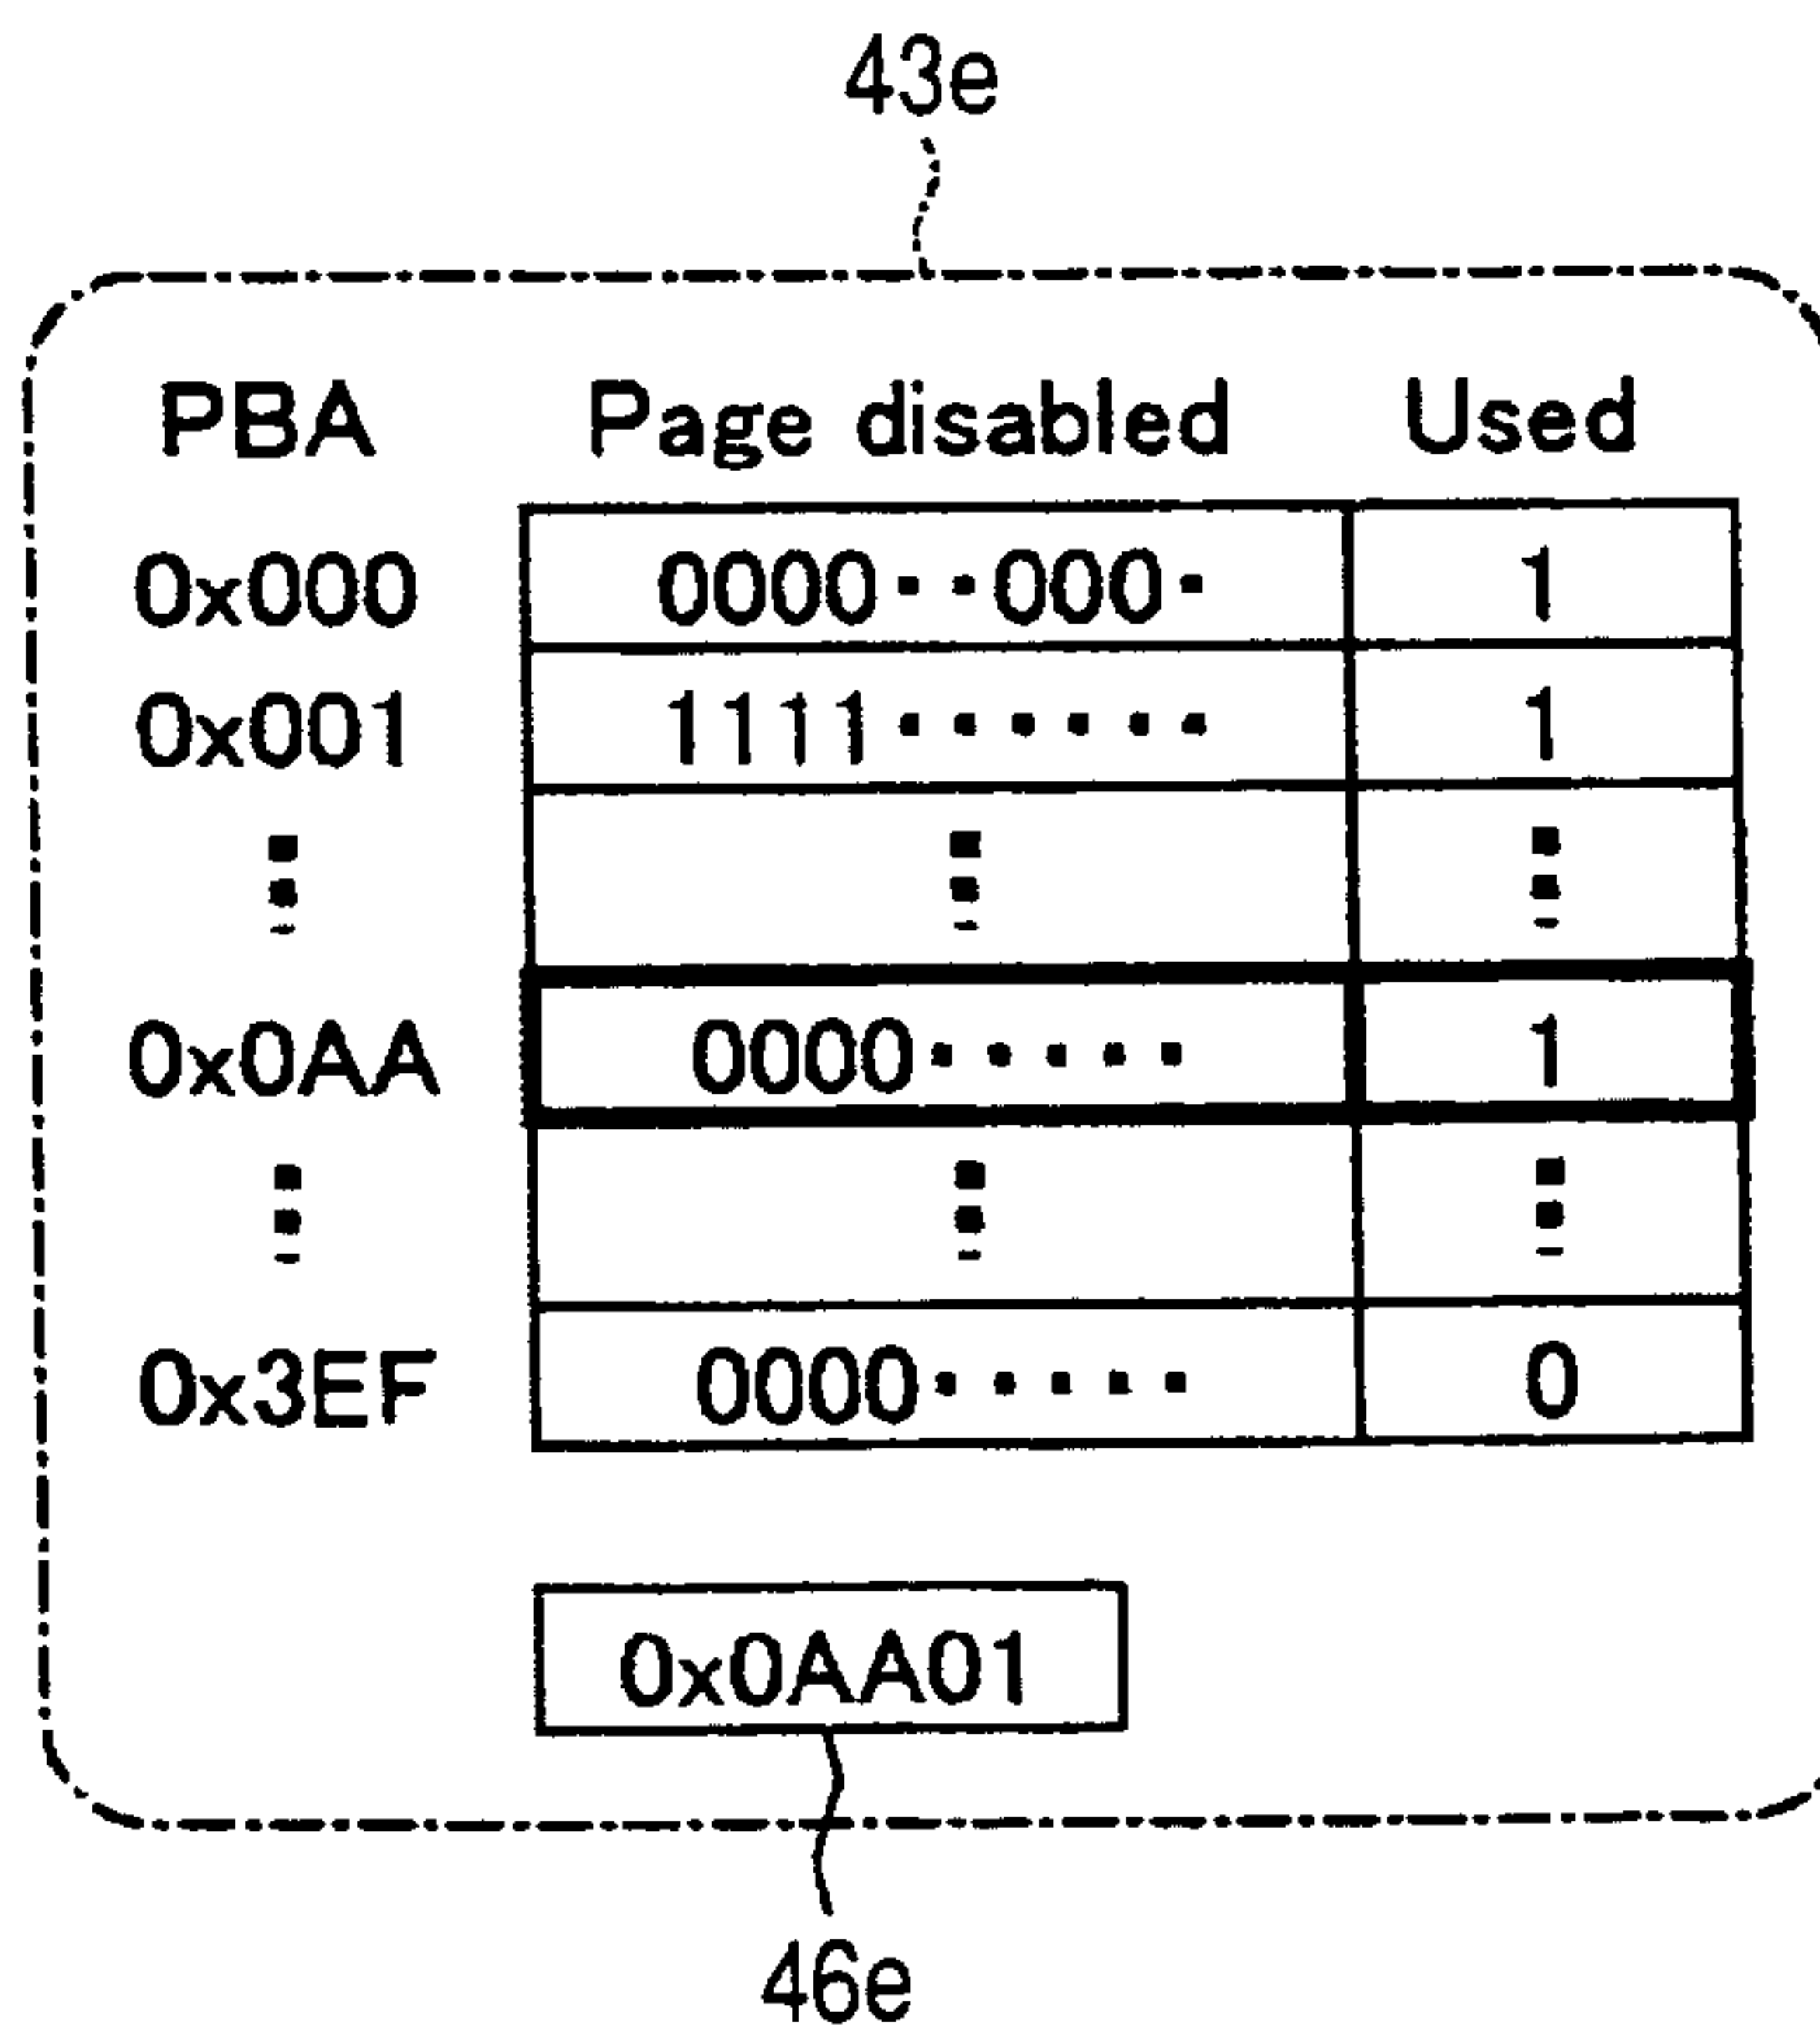 43e
PBA Page disabled Used
0x000 0000··000· 1
0x001 1111······ 1
0x0AA 0000····· 1
0x3EF 0000····· 0
0x0AA01
46e